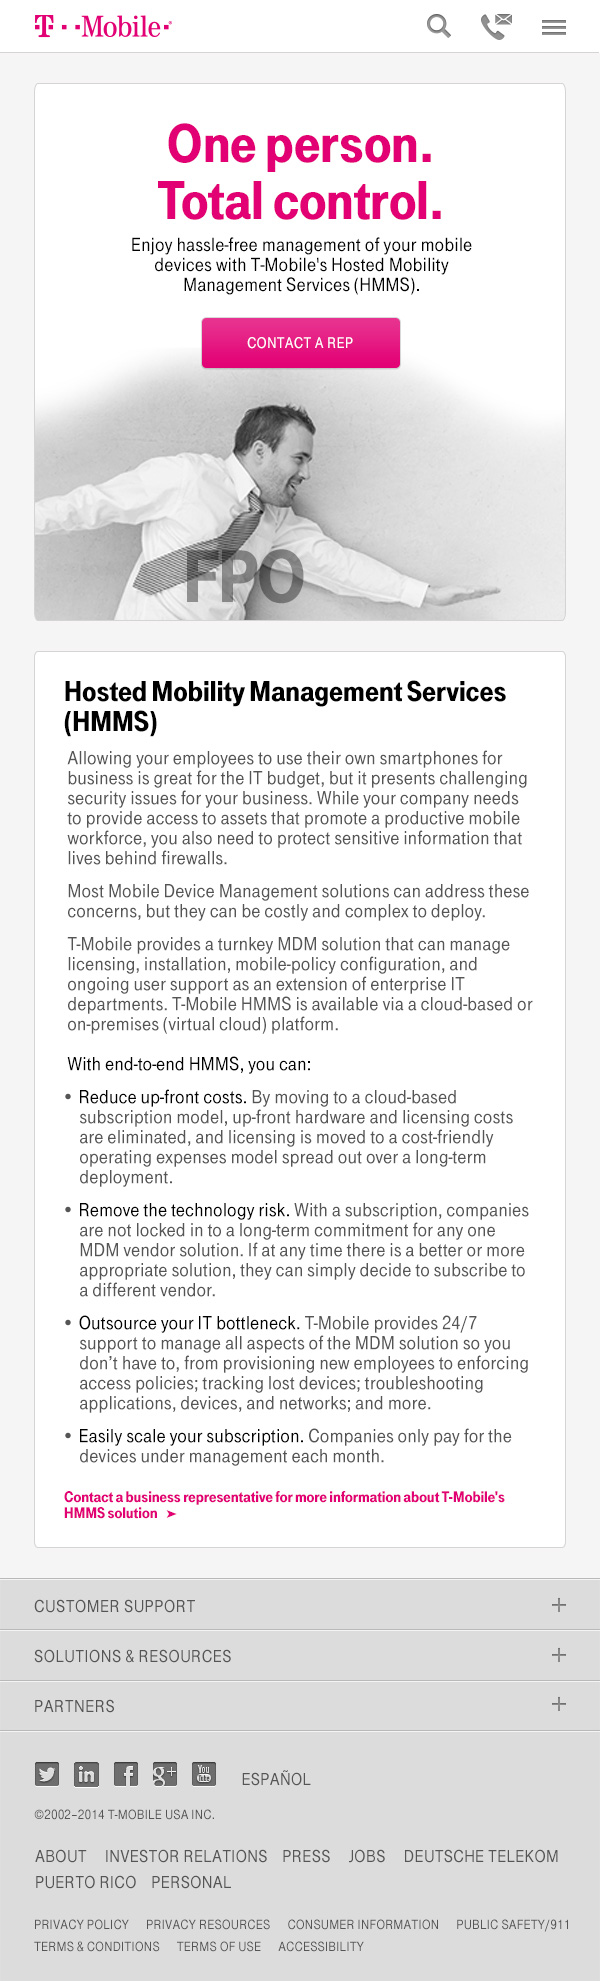 T · · Mobile ·
One person.
Total control.
Enjoy hassle-free management of your mobile
devices with T-Mobile's Hosted Mobility
Management Services (HMMS).
CONTACT A REP
FPO
Hosted Mobility Management Services
(HMMS)
Allowing your employees to use their own smartphones for
business is great for the IT budget, but it presents challenging
security issues for your business. While your company needs
to provide access to assets that promote a productive mobile
workforce, you also need to protect sensitive information that
lives behind firewalls.
Most Mobile Device Management solutions can address these
concerns, but they can be costly and complex to deploy.
T-Mobile provides a turnkey MDM solution that can manage
licensing, installation, mobile-policy configuration, and
ongoing user support as an extension of enterprise IT
departments. T-Mobile HMMS is available via a cloud-based or
on-premises (virtual cloud) platform.
With end-to-end HMMS, you can:
• Reduce up-front costs. By moving to a cloud-based
subscription model, up-front hardware and licensing costs
are eliminated, and licensing is moved to a cost-friendly
operating expenses model spread out over a long-term
deployment.
• Remove the technology risk. With a subscription, companies
are not locked in to a long-term commitment for any one
MDM vendor solution. If at any time there is a better or more
appropriate solution, they can simply decide to subscribe to
a different vendor.
• Outsource your IT bottleneck. T-Mobile provides 24/7
support to manage all aspects of the MDM solution so you
don't have to, from provisioning new employees to enforcing
access policies; tracking lost devices; troubleshooting
applications, devices, and networks; and more.
• Easily scale your subscription. Companies only pay for the
devices under management each month.
Contact a business representative for more information about T-Mobile's
HMMS solution ➤
CUSTOMER SUPPORT
SOLUTIONS & RESOURCES
PARTNERS
in f g+ You Tube ESPAÑOL
©2002–2014 T-MOBILE USA INC.
ABOUT INVESTOR RELATIONS PRESS JOBS DEUTSCHE TELEKOM
PUERTO RICO PERSONAL
PRIVACY POLICY PRIVACY RESOURCES CONSUMER INFORMATION PUBLIC SAFETY/911
TERMS & CONDITIONS TERMS OF USE ACCESSIBILITY